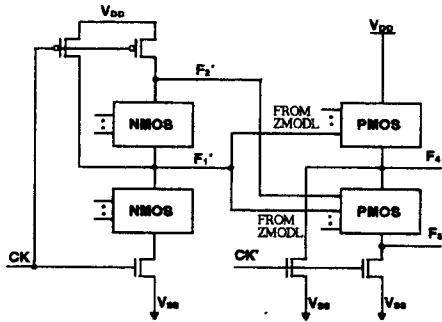 VDD
VDD
F2'
FROM
ZMODL
NMOS
PMOS
F1'
F4
NMOS
PMOS
FROM
ZMODL
F3
CK
CK'
VSS
VSS
VSS